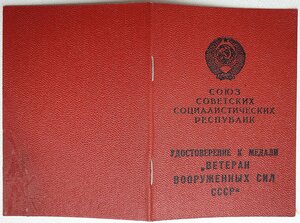 СОЮЗ
СОВЕТСКИХ
СОЦИАЛИСТИЧЕСКИХ
РЕСПУБЛИК
УДОСТОВЕРЕНИЕ К МЕДАЛИ
„ВЕТЕРАН
ВООРУЖЕННЫХ СИЛ
СССР“